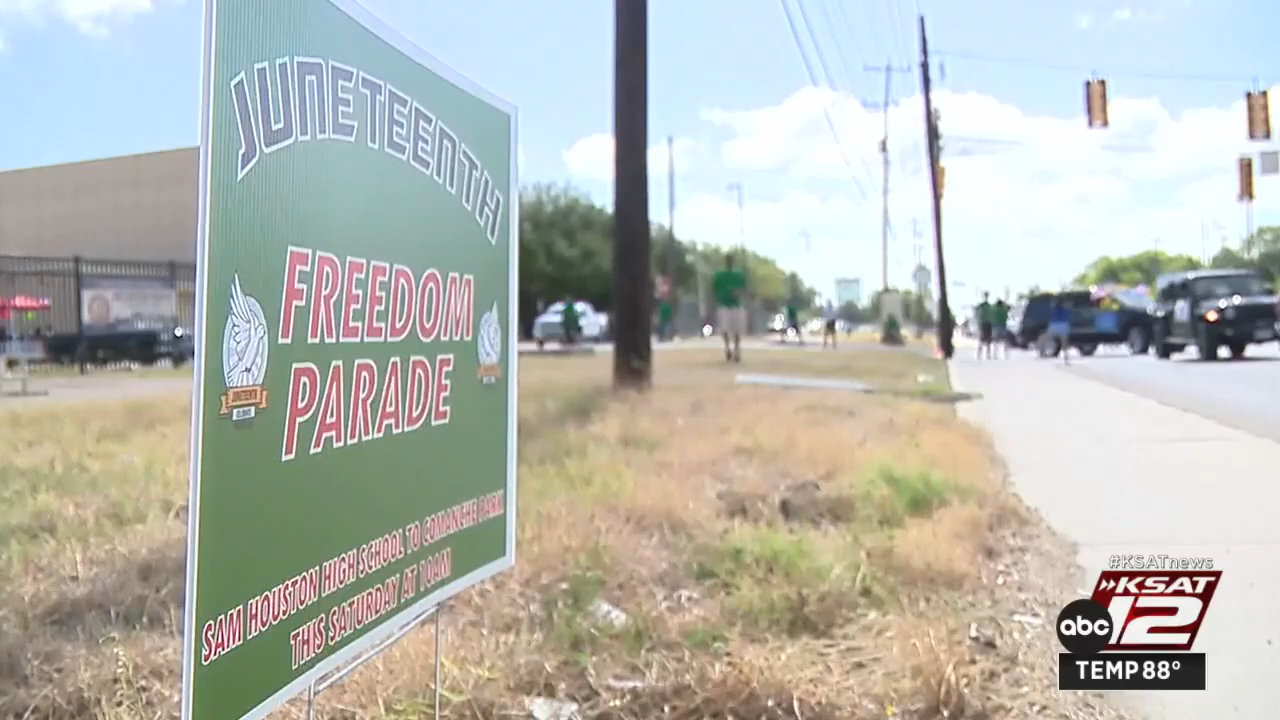 JUNETEENTH
FREEDOM
PARADE
JUNETEENTH
SAM HOUSTON HIGH SCHOOL TO COMANCHE PARK
THIS SATURDAY AT 10AM
#KSATnews
KSAT
abc 12
TEMP 88°